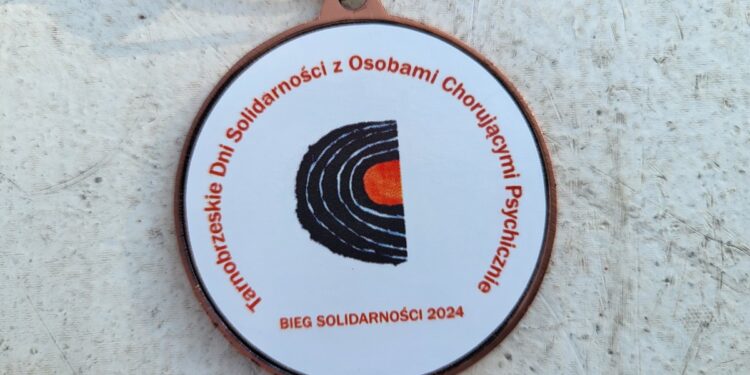 Tarnobrzeskie Dni Solidarności z Osobami Chorującymi Psychicznie
BIEG SOLIDARNOŚCI 2024